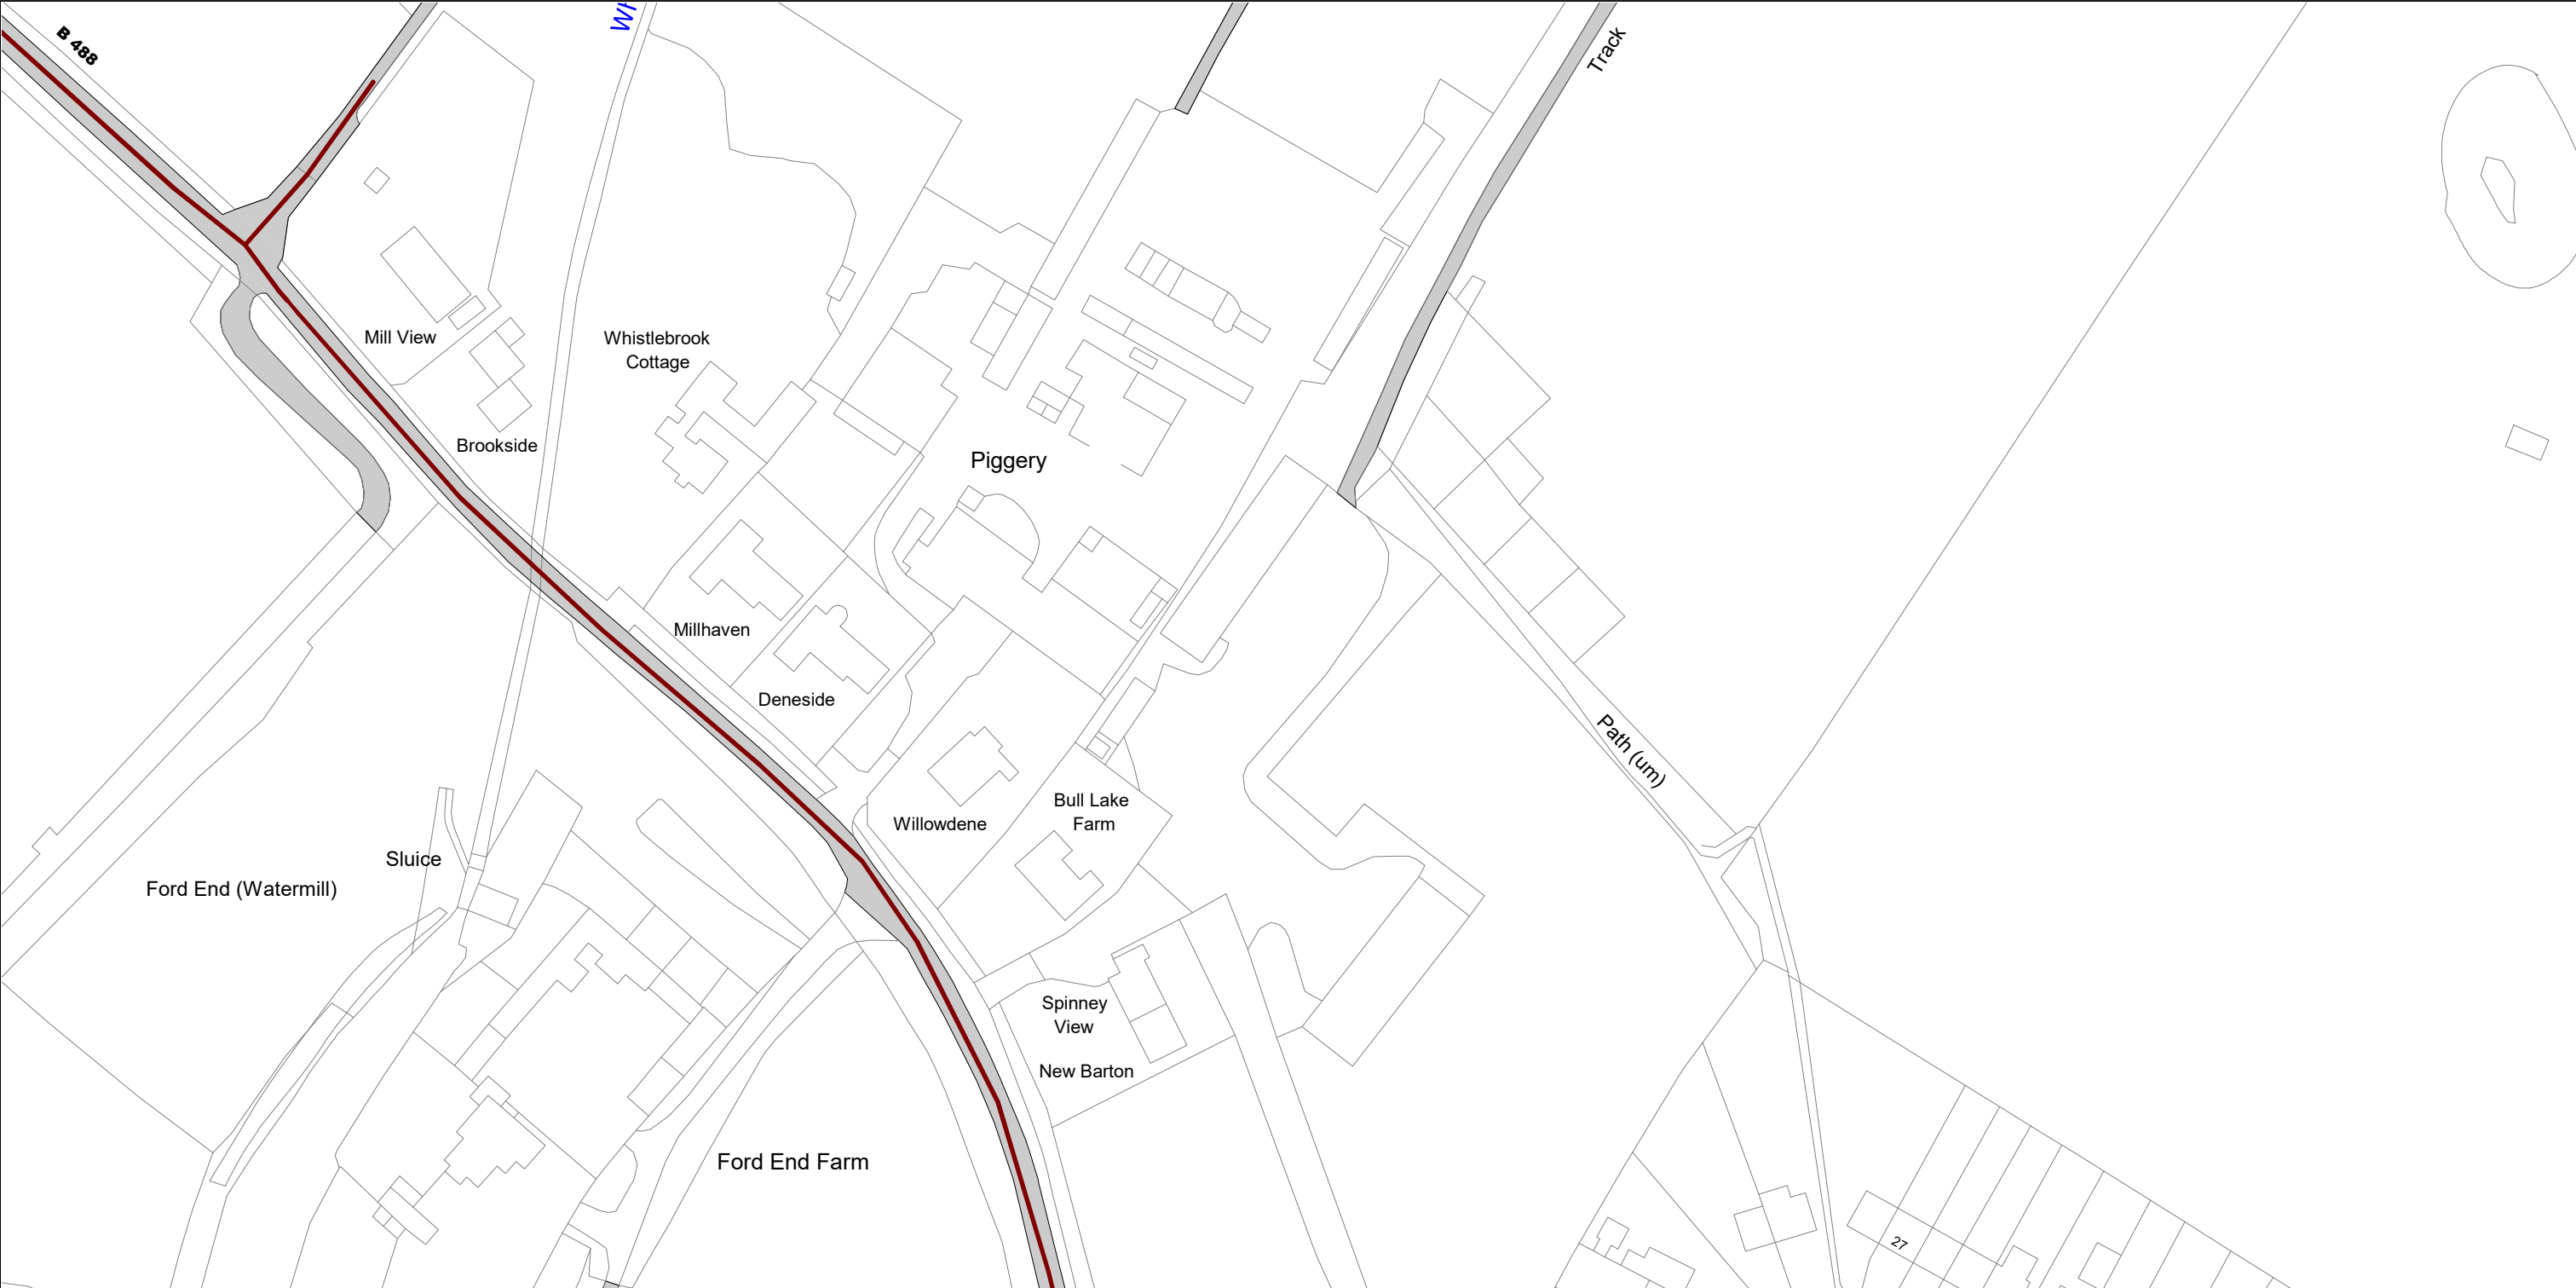 B 488
Wh
Track
Mill View
Whistlebrook
Cottage
Brookside
Piggery
Millhaven
Deneside
Path (um)
Bull Lake
Farm
Willowdene
Sluice
Ford End (Watermill)
Spinney
View
New Barton
Ford End Farm
27